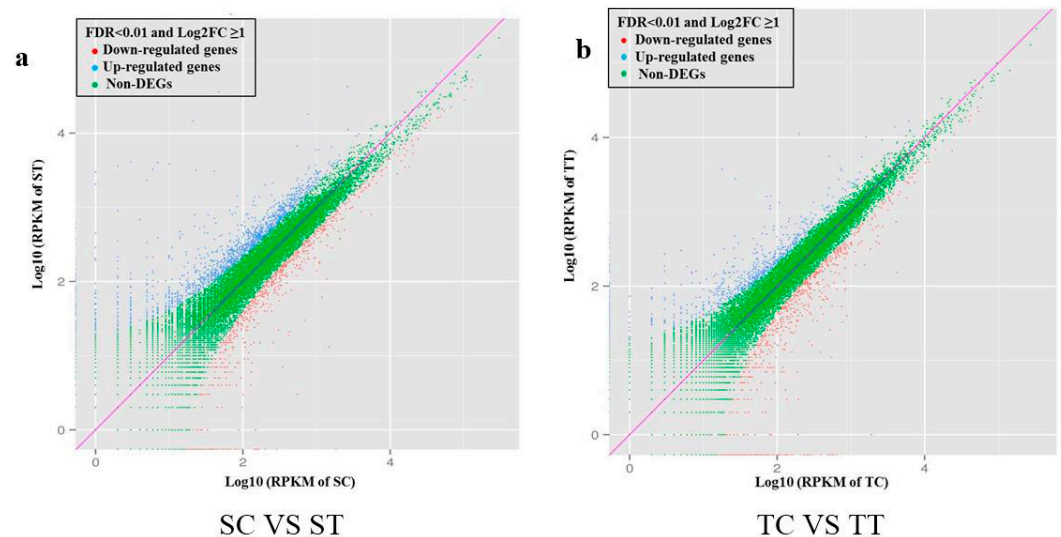 a
FDR<0.01 and Log2FC ≥1
Down-regulated genes
Up-regulated genes
Non-DEGs
Log10 (RPKM of ST)
4
2
0
0 2 4
Log10 (RPKM of SC)
SC VS ST
b
FDR<0.01 and Log2FC ≥1
Down-regulated genes
Up-regulated genes
Non-DEGs
Log10 (RPKM of TT)
4
2
0
0 2 4
Log10 (RPKM of TC)
TC VS TT